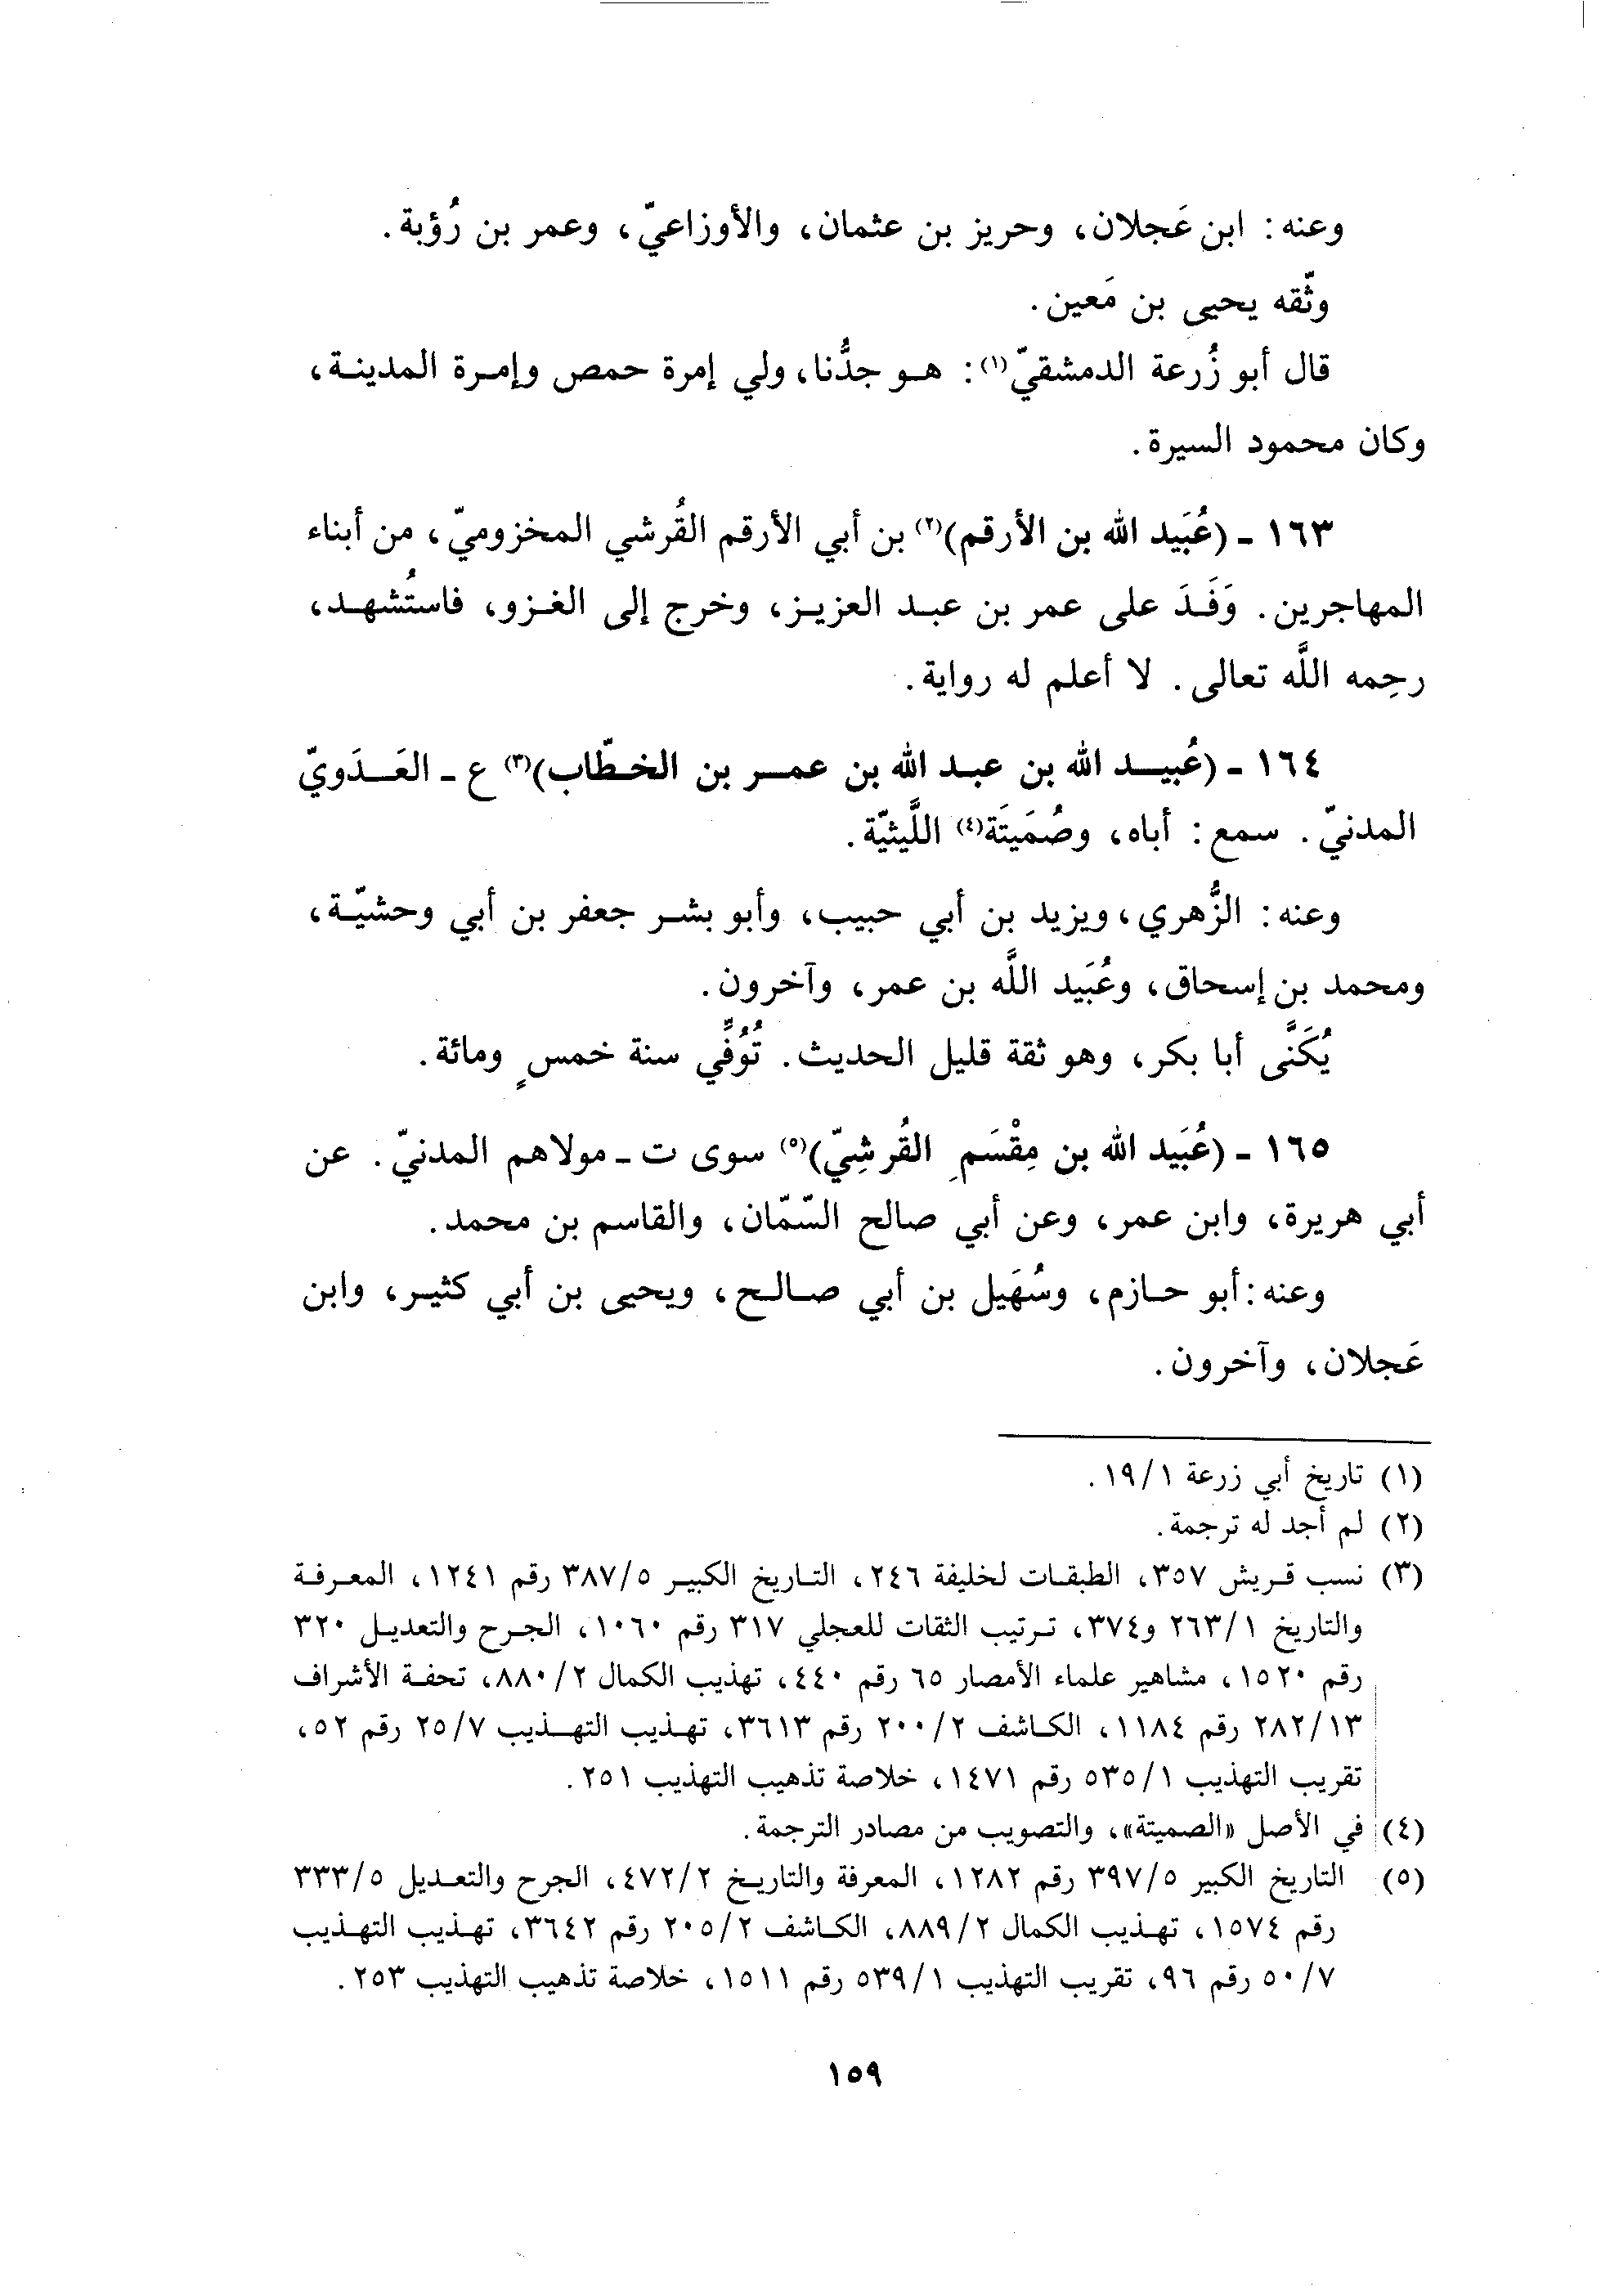 وعنه: ابن عَجلان، وحريز بن عثمان، والأوزاعيّ، وعمر بن رُؤبة.
وثّقه يحيى بن مَعين.
قال أبو زُرعة الدمشقيّ(١): هو جدُّنا، ولي إمرة حمص وإمرة المدينة،
وكان محمود السيرة.
١٦٣ - (عُبَيد الله بن الأرقم)(٢) بن أبي الأرقم القُرشي المخزوميّ، من أبناء
المهاجرين. وَفَدَ على عمر بن عبد العزيز، وخرج إلى الغزو، فاستُشهد،
رحِمه اللَّه تعالى. لا أعلم له رواية.
١٦٤ - (عُبيد الله بن عبد الله بن عمر بن الخطّاب)(٣) ع - العَدَويّ
المدنيّ. سمع: أباه، وصُمَيتَة(٤) اللَّيثيّة.
وعنه: الزُّهري، ويزيد بن أبي حبيب، وأبو بشر جعفر بن أبي وحشيّة،
ومحمد بن إسحاق، وعُبَيد اللَّه بن عمر، وآخرون.
يُكَنَّى أبا بكر، وهو ثقة قليل الحديث. تُوُفِّي سنة خمسٍ ومائة.
١٦٥ - (عُبَيد الله بن مِقْسَمِ القُرشِيّ)(٥) سوى ت - مولاهم المدنيّ. عن
أبي هريرة، وابن عمر، وعن أبي صالح السّمّان، والقاسم بن محمد.
وعنه: أبو حازم، وسُهَيل بن أبي صالح، ويحيى بن أبي كثير، وابن
عَجلان، وآخرون.
(١) تاريخ أبي زرعة ١٩/١.
(٢) لم أجد له ترجمة.
(٣) نسب قريش ٣٥٧، الطبقات لخليفة ٢٤٦، التاريخ الكبير ٣٨٧/٥ رقم ١٢٤١، المعرفة
والتاريخ ٢٦٣/١ و٣٧٤، ترتيب الثقات للعجلي ٣١٧ رقم ١٠٦٠، الجرح والتعديل ٣٢٠
رقم ١٥٢٠، مشاهير علماء الأمصار ٦٥ رقم ٤٤٠، تهذيب الكمال ٨٨٠/٢، تحفة الأشراف
٢٨٢/١٣ رقم ١١٨٤، الكاشف ٢٠٠/٢ رقم ٣٦١٣، تهذيب التهذيب ٢٥/٧ رقم ٥٢،
تقريب التهذيب ٥٣٥/١ رقم ١٤٧١، خلاصة تذهيب التهذيب ٢٥١.
(٤) في الأصل «الصميتة»، والتصويب من مصادر الترجمة.
(٥) التاريخ الكبير ٣٩٧/٥ رقم ١٢٨٢، المعرفة والتاريخ ٤٧٢/٢، الجرح والتعديل ٣٣٣/٥
رقم ١٥٧٤، تهذيب الكمال ٨٨٩/٢، الكاشف ٢٠٥/٢ رقم ٣٦٤٢، تهذيب التهذيب
٥٠/٧ رقم ٩٦، تقريب التهذيب ٥٣٩/١ رقم ١٥١١، خلاصة تذهيب التهذيب ٢٥٣.
١٥٩